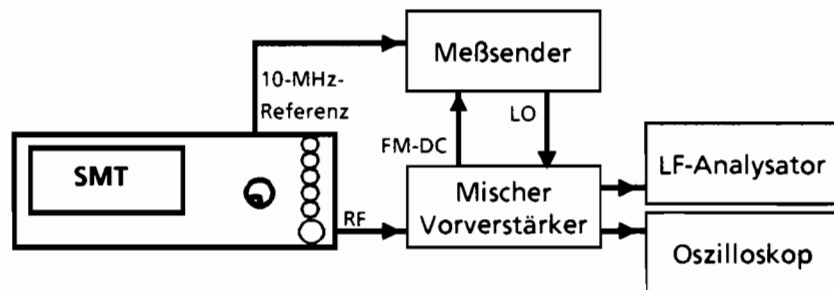 Meßsender
10-MHz-
Referenz
FM-DC
LO
SMT
RF
Mischer
Vorverstärker
LF-Analysator
Oszilloskop